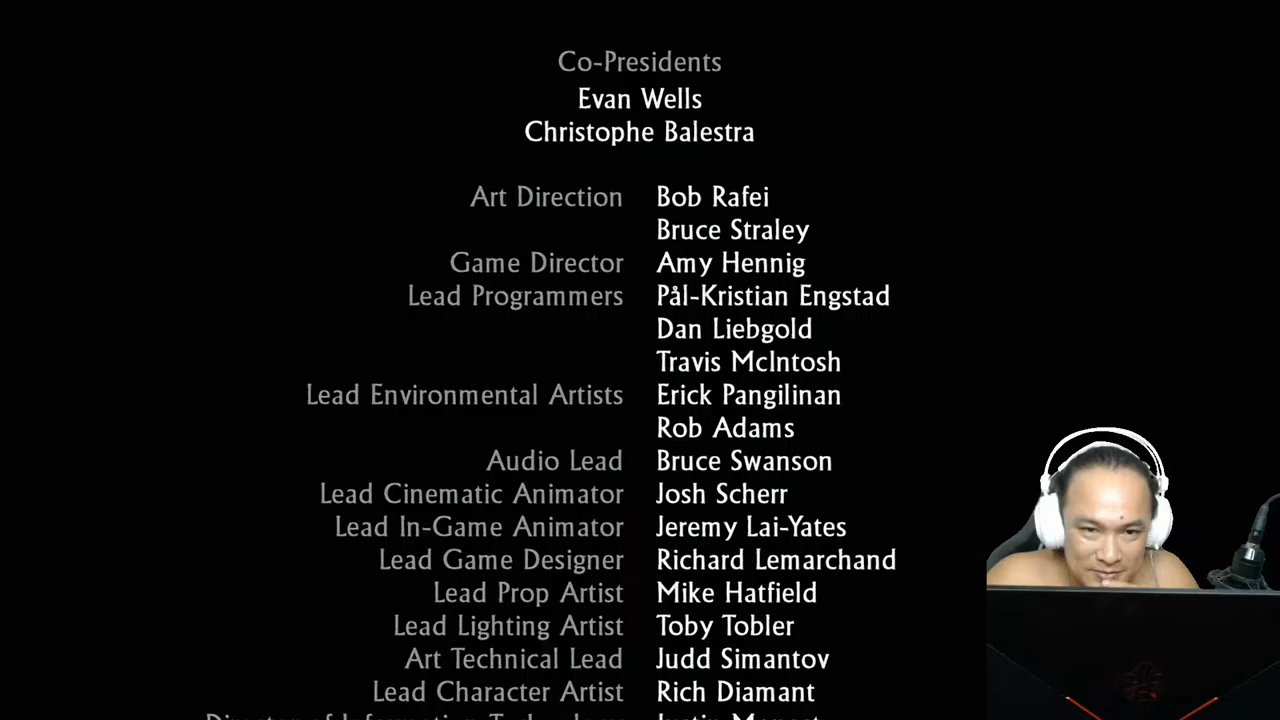 Co-Presidents
Evan Wells
Christophe Balestra
Art Direction Bob Rafei
Bruce Straley
Game Director Amy Hennig
Lead Programmers Pål-Kristian Engstad
Dan Liebgold
Travis McIntosh
Lead Environmental Artists Erick Pangilinan
Rob Adams
Audio Lead Bruce Swanson
Lead Cinematic Animator Josh Scherr
Lead In-Game Animator Jeremy Lai-Yates
Lead Game Designer Richard Lemarchand
Lead Prop Artist Mike Hatfield
Lead Lighting Artist Toby Tobler
Art Technical Lead Judd Simantov
Lead Character Artist Rich Diamant